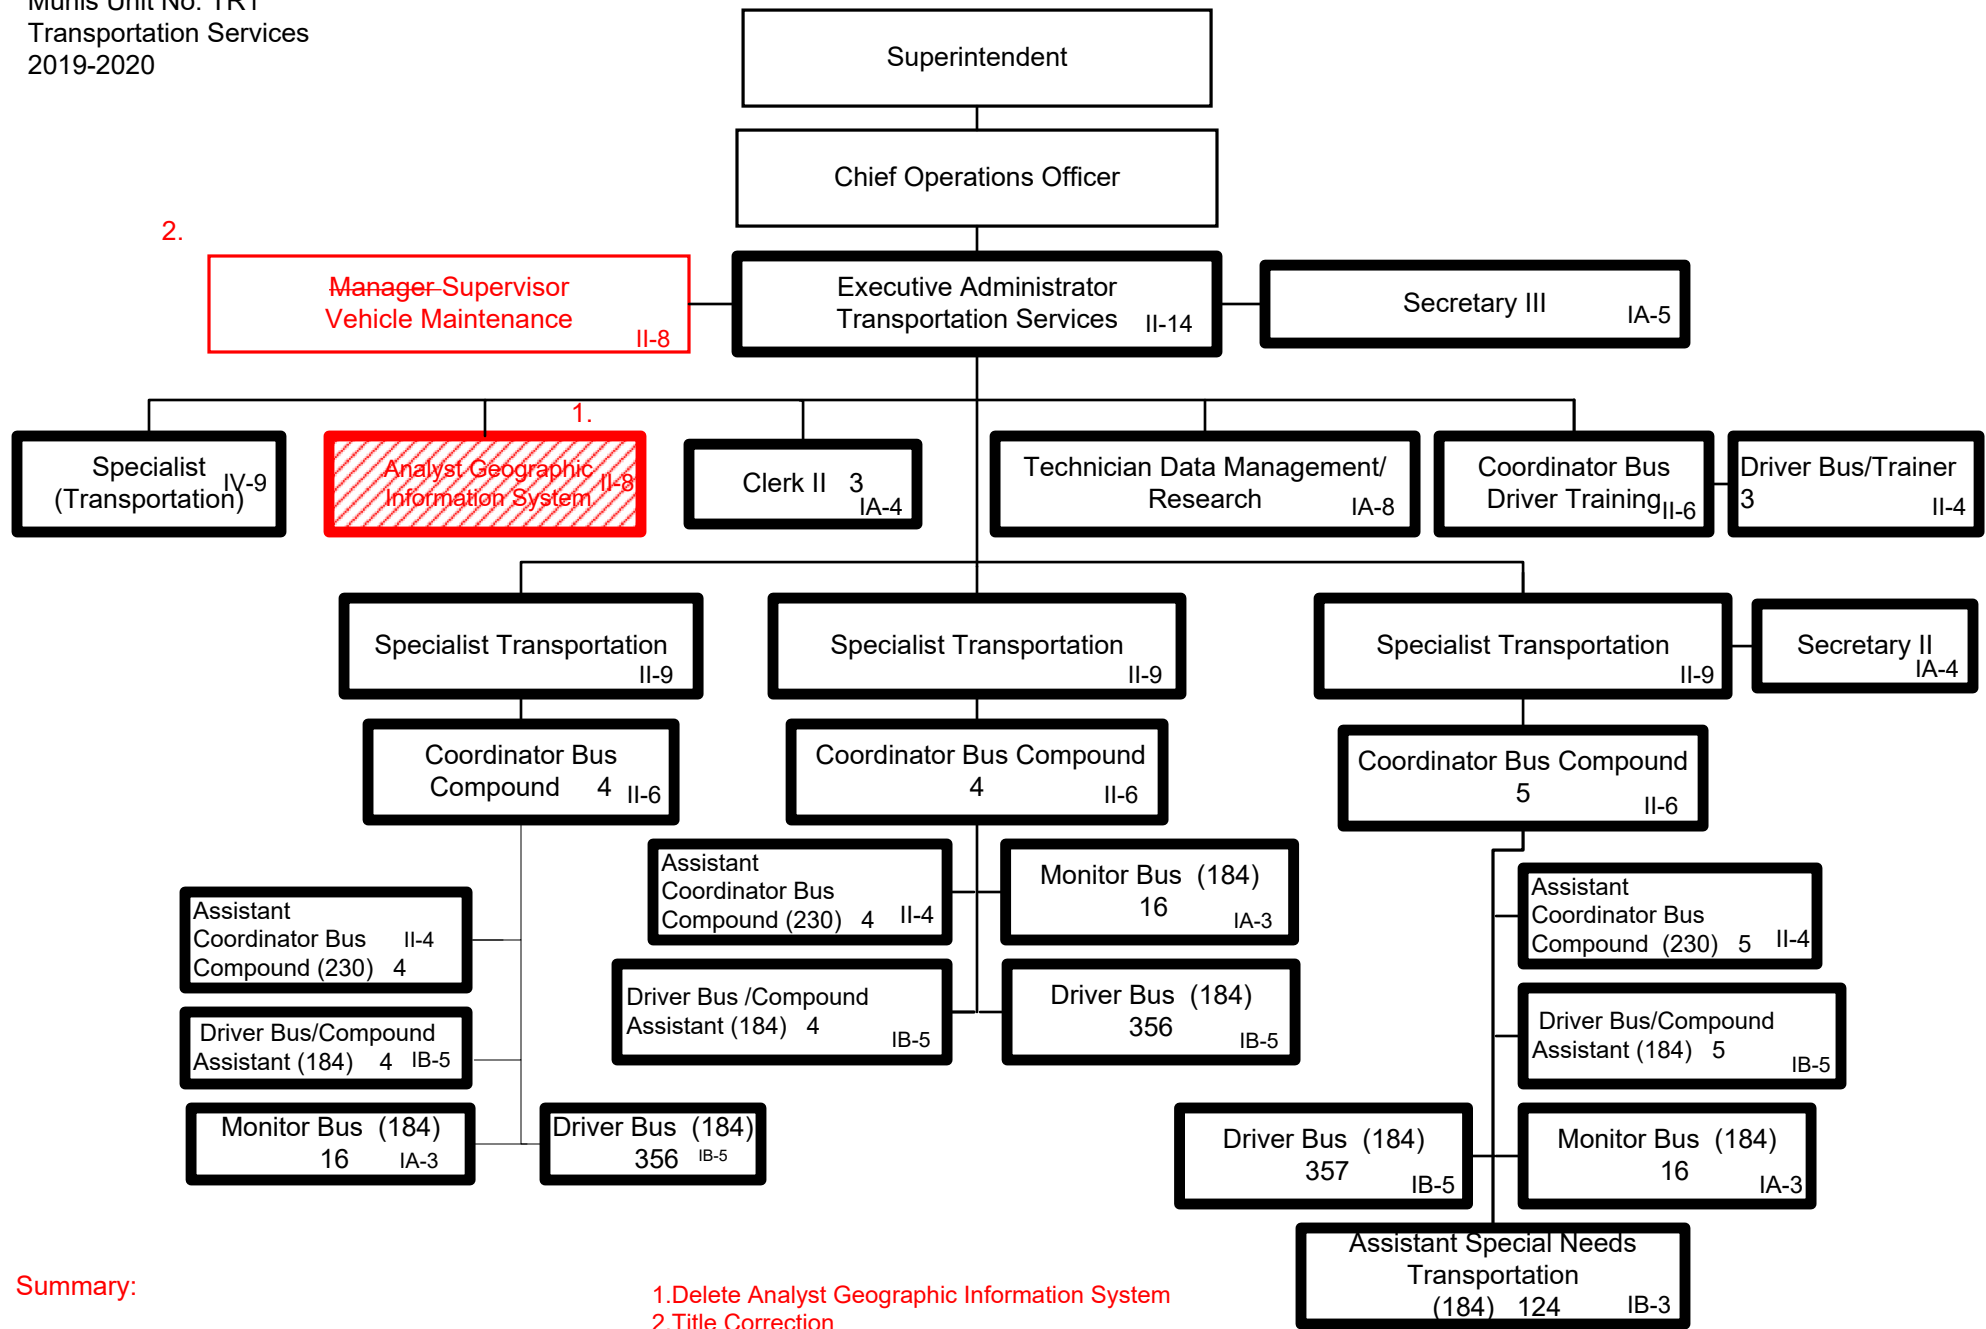 Munis Unit No. TR1
Transportation Services
2019-2020
Superintendent
Chief Operations Officer
2.
Manager Supervisor
Vehicle Maintenance
II-8
Executive Administrator
Transportation Services II-14
Secretary III
IA-5
1.
Specialist
(Transportation) IV-9
Analyst Geographic
Information System II-8
Clerk II 3
IA-4
Technician Data Management/
Research
IA-8
Coordinator Bus
Driver Training II-6
Driver Bus/Trainer
3
II-4
Specialist Transportation
II-9
Specialist Transportation
II-9
Specialist Transportation
II-9
Secretary II
IA-4
Coordinator Bus
Compound 4 II-6
Coordinator Bus Compound
4
II-6
Coordinator Bus Compound
5
II-6
Assistant
Coordinator Bus II-4
Compound (230) 4
Driver Bus/Compound
Assistant (184) 4 IB-5
Monitor Bus (184)
16 IA-3
Driver Bus (184)
356 IB-5
Assistant
Coordinator Bus
Compound (230) 4 II-4
Monitor Bus (184)
16
IA-3
Driver Bus /Compound
Assistant (184) 4
IB-5
Driver Bus (184)
356
IB-5
Assistant
Coordinator Bus
Compound (230) 5 II-4
Driver Bus/Compound
Assistant (184) 5
IB-5
Driver Bus (184)
357
IB-5
Monitor Bus (184)
16
IA-3
Assistant Special Needs
Transportation
(184) 124 IB-3
Summary:
1.Delete Analyst Geographic Information System
2.Title Correction